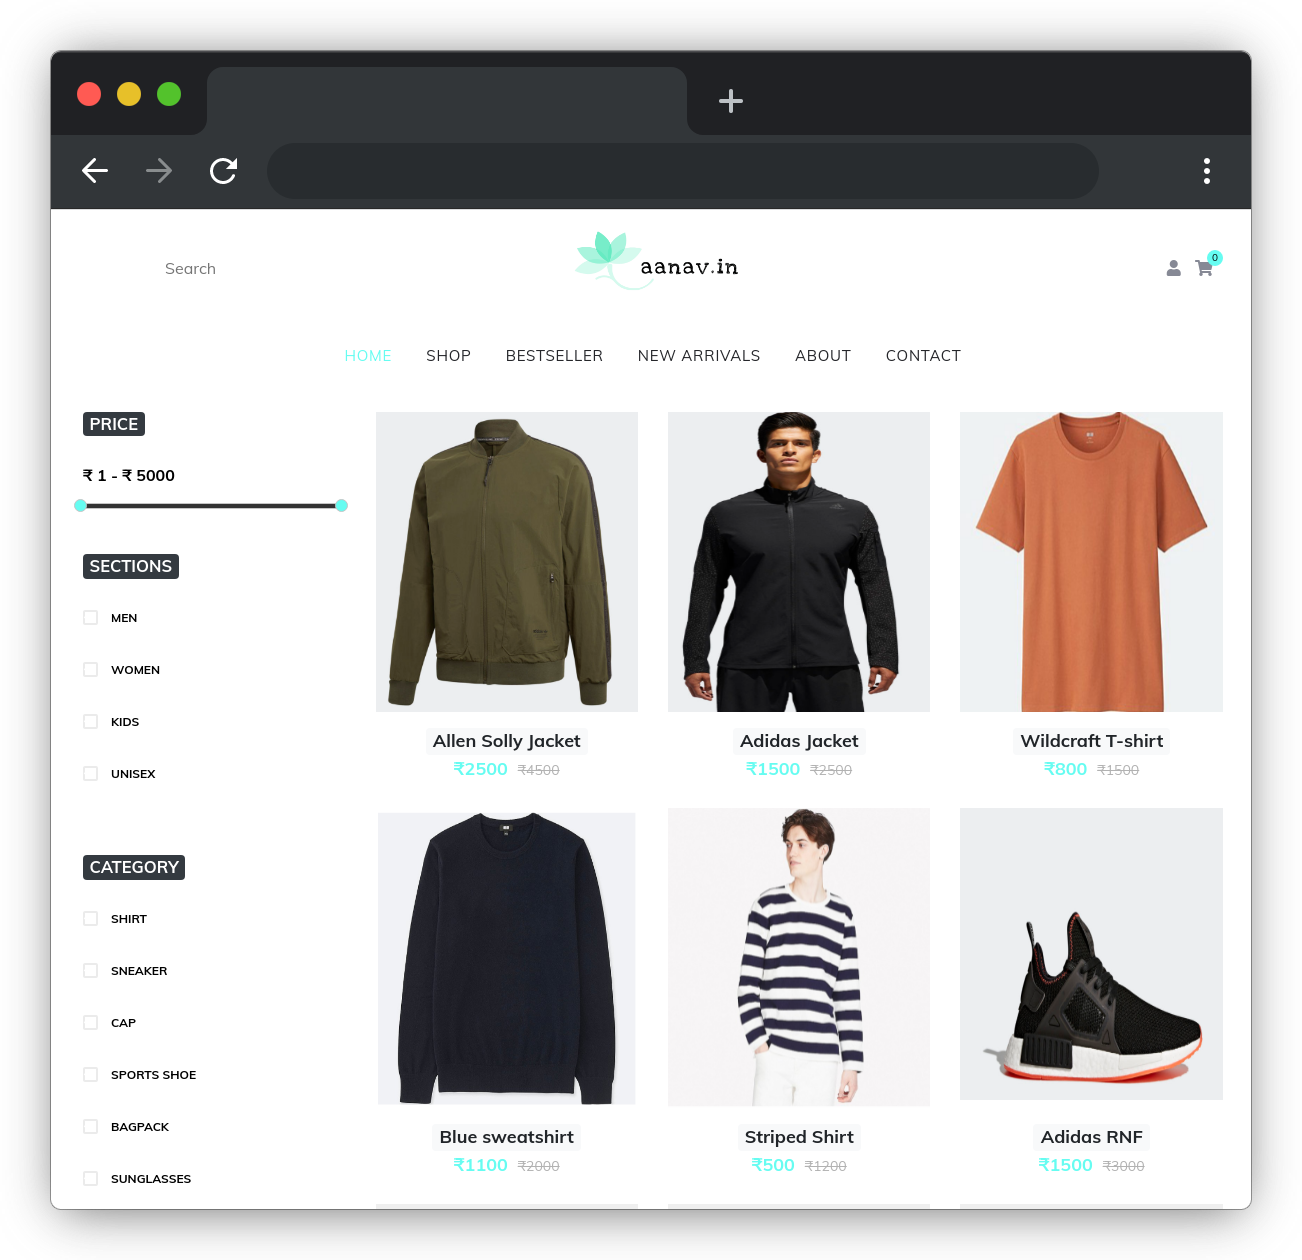 Search
aanav.in
0
HOME SHOP BESTSELLER NEW ARRIVALS ABOUT CONTACT
PRICE
₹ 1 - ₹ 5000
SECTIONS
MEN
WOMEN
KIDS
UNISEX
CATEGORY
SHIRT
SNEAKER
CAP
SPORTS SHOE
BAGPACK
SUNGLASSES
Allen Solly Jacket
₹2500 ₹4500
Adidas Jacket
₹1500 ₹2500
Wildcraft T-shirt
₹800 ₹1500
Blue sweatshirt
₹1100 ₹2000
Striped Shirt
₹500 ₹1200
Adidas RNF
₹1500 ₹3000